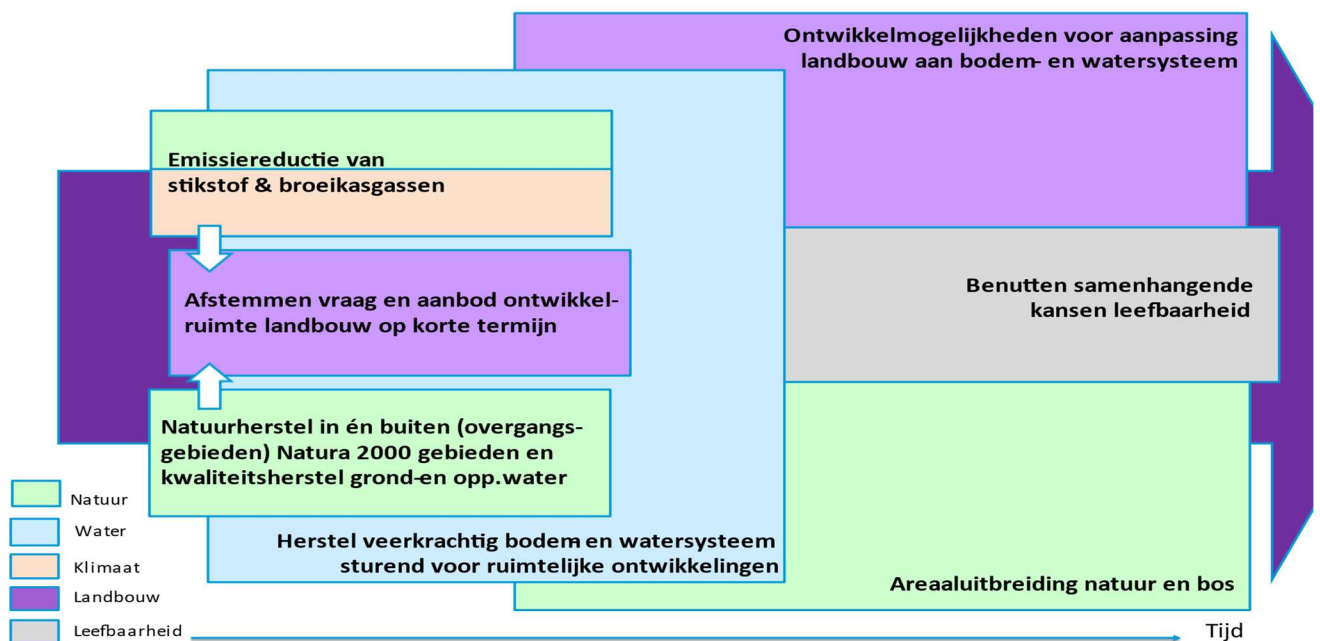 Ontwikkelmogelijkheden voor aanpassing
landbouw aan bodem- en watersysteem
Emissiereductie van
stikstof & broeikasgassen
Afstemmen vraag en aanbod ontwikkel-
ruimte landbouw op korte termijn
Benutten samenhangende
kansen leefbaarheid
Natuurherstel in én buiten (overgangs-
gebieden) Natura 2000 gebieden en
kwaliteitsherstel grond-en opp.water
Herstel veerkrachtig bodem en watersysteem
sturend voor ruimtelijke ontwikkelingen
Areaaluitbreiding natuur en bos
Natuur
Water
Klimaat
Landbouw
Leefbaarheid
Tijd